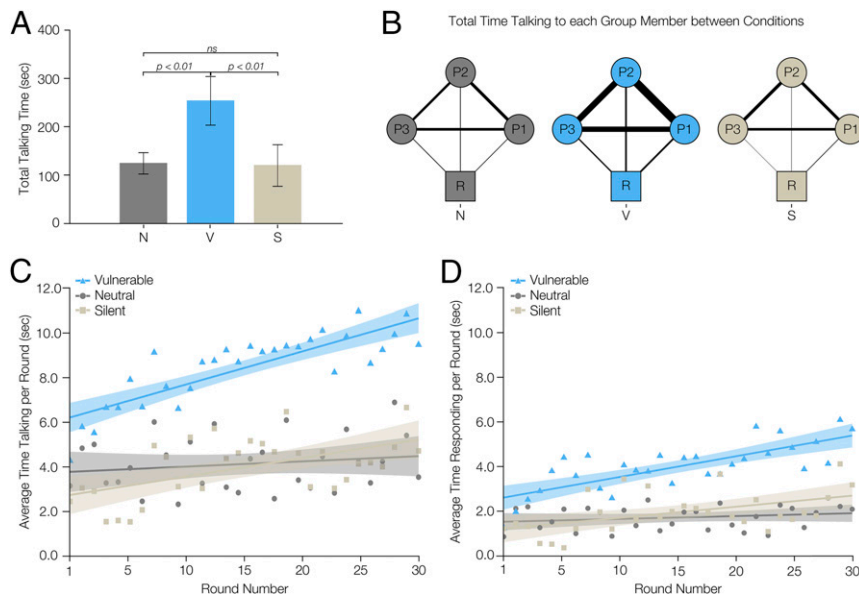 A
Total Talking Time (sec)
400
300
200
100
0
ns
p < 0.01
p < 0.01
N
V
S
B
Total Time Talking to each Group Member between Conditions
P2
P3
P1
R
N
P2
P3
P1
R
V
P2
P3
P1
R
S
C
Vulnerable
Neutral
Silent
Average Time Talking per Round (sec)
10.0
8.0
6.0
4.0
2.0
0.0
1
5
10
15
20
25
30
Round Number
D
Vulnerable
Neutral
Silent
Average Time Responding per Round (sec)
10.0
8.0
6.0
4.0
2.0
0.0
1
5
10
15
20
25
30
Round Number